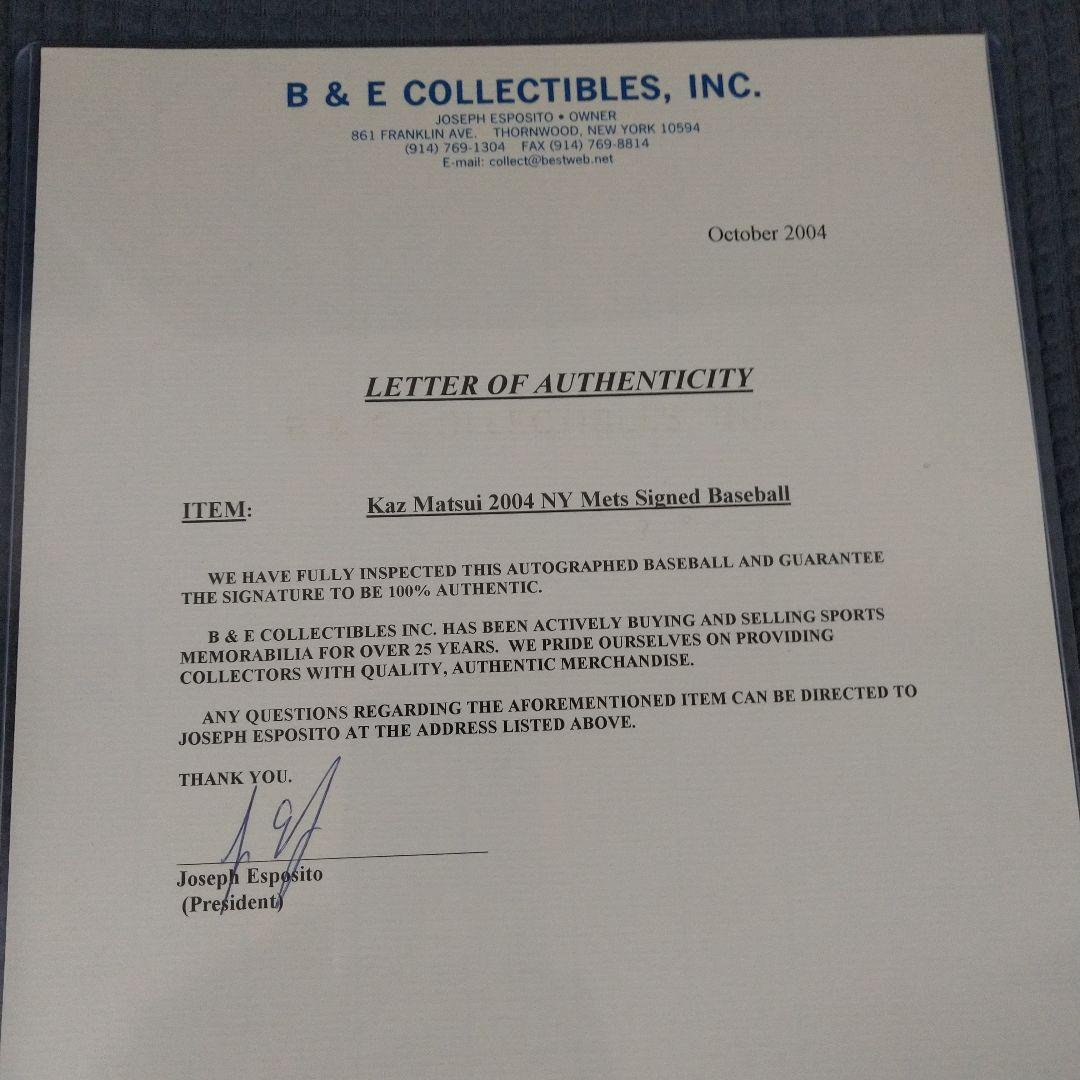 B & E COLLECTIBLES, INC.
JOSEPH ESPOSITO • OWNER
861 FRANKLIN AVE. THORNWOOD, NEW YORK 10594
(914) 769-1304 FAX (914) 769-8814
E-mail: collect@bestweb.net
October 2004
LETTER OF AUTHENTICITY
ITEM: Kaz Matsui 2004 NY Mets Signed Baseball
WE HAVE FULLY INSPECTED THIS AUTOGRAPHED BASEBALL AND GUARANTEE
THE SIGNATURE TO BE 100% AUTHENTIC.
B & E COLLECTIBLES INC. HAS BEEN ACTIVELY BUYING AND SELLING SPORTS
MEMORABILIA FOR OVER 25 YEARS. WE PRIDE OURSELVES ON PROVIDING
COLLECTORS WITH QUALITY, AUTHENTIC MERCHANDISE.
ANY QUESTIONS REGARDING THE AFOREMENTIONED ITEM CAN BE DIRECTED TO
JOSEPH ESPOSITO AT THE ADDRESS LISTED ABOVE.
THANK YOU.
Joseph Esposito
(President)